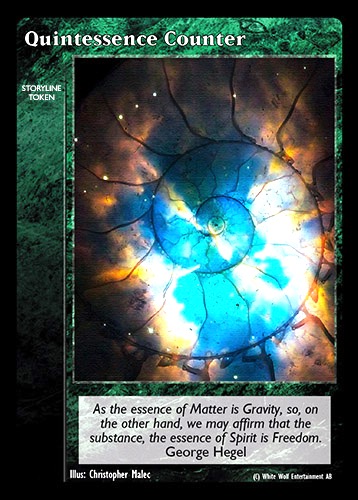 Quintessence Counter
STORYLINE
TOKEN
As the essence of Matter is Gravity, so, on
the other hand, we may affirm that the
substance, the essence of Spirit is Freedom.
George Hegel
Illus: Christopher Malec
(C) White Wolf Entertainment AB